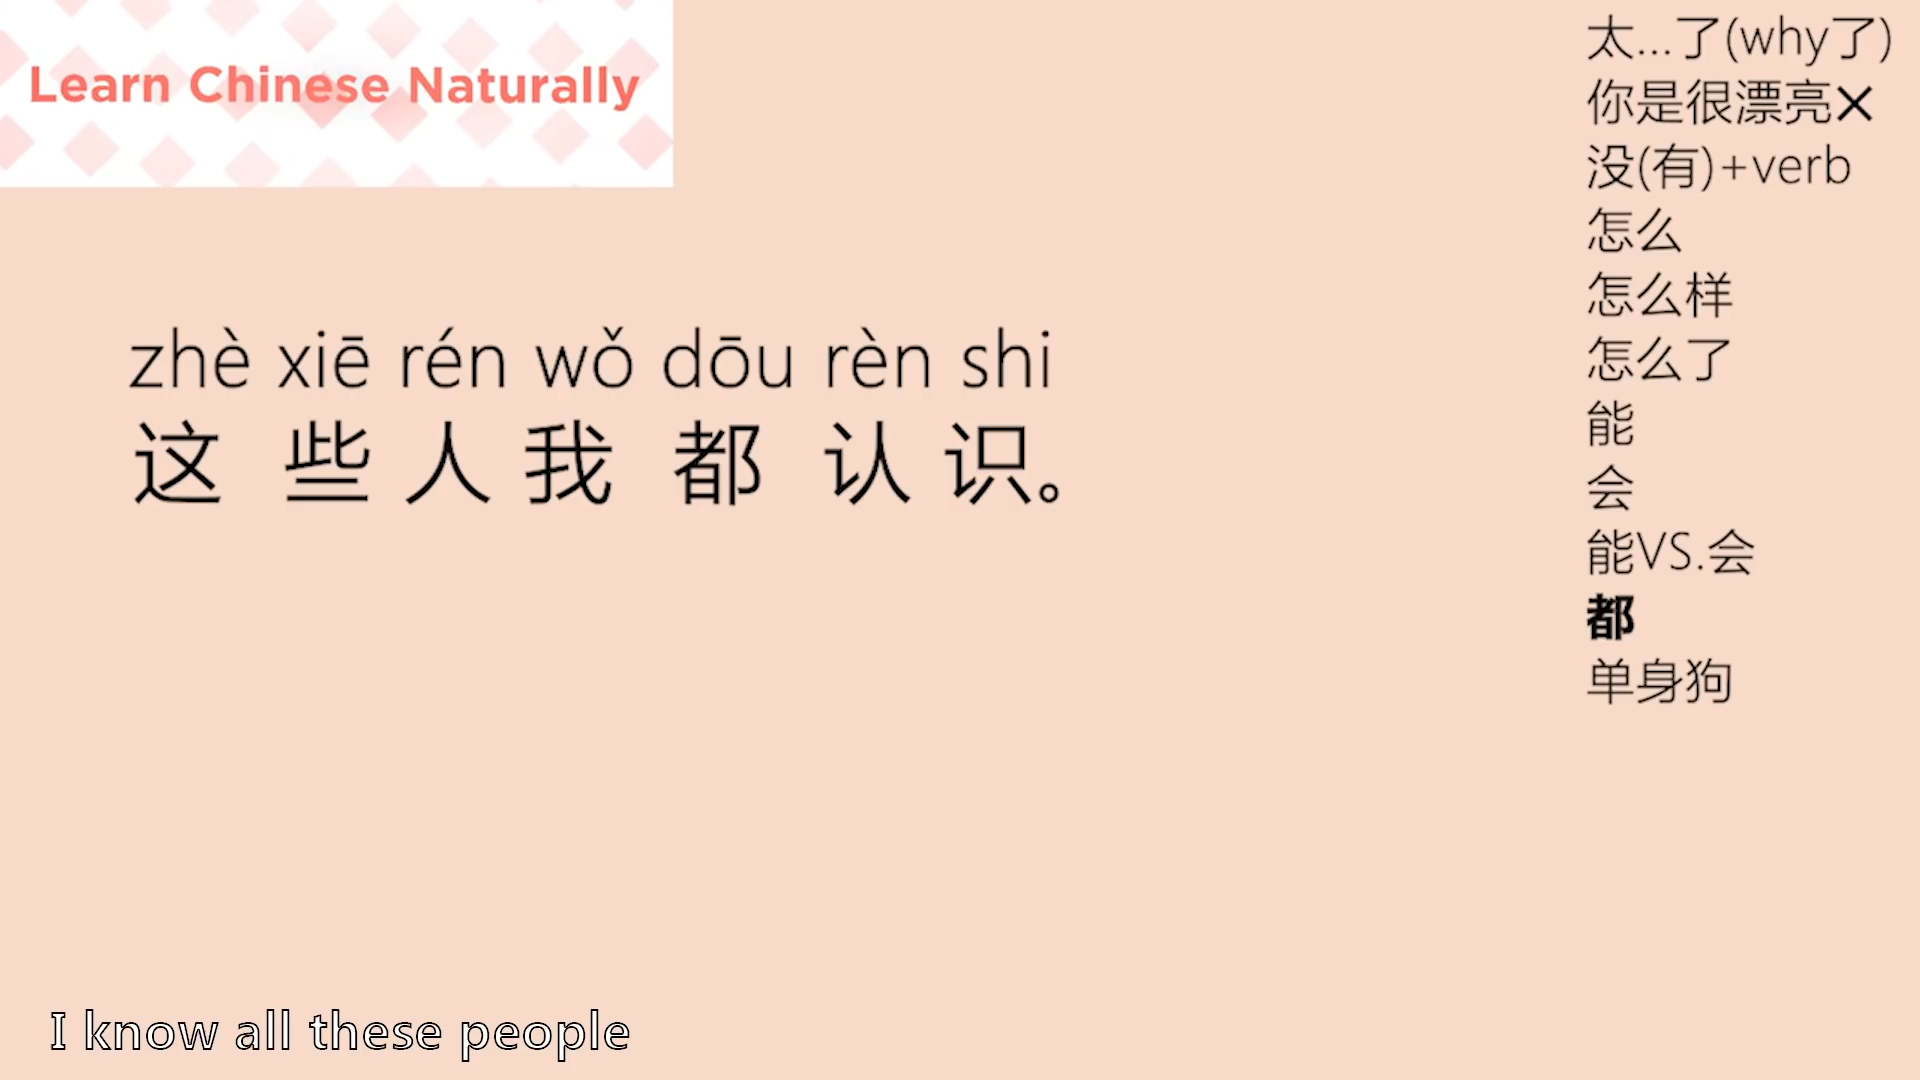 Learn Chinese Naturally
太...了(why了)
你是很漂亮✕
没(有)+verb
怎么
怎么样
怎么了
能
会
能VS.会
都
单身狗
zhè xiē rén wǒ dōu rèn shi
这些人我都认识。
I know all these people